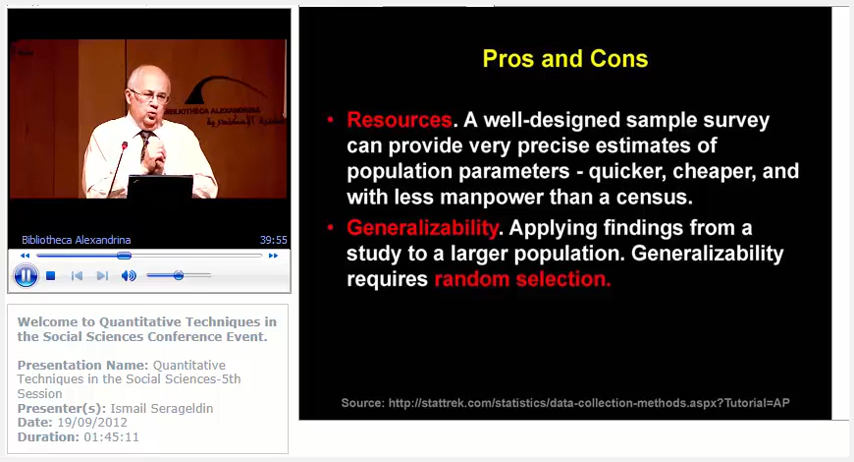 BIBLIOTHECA ALEXANDRINA
Bibliotheca Alexandrina 39:55
Welcome to Quantitative Techniques in
the Social Sciences Conference Event.
Presentation Name: Quantitative
Techniques in the Social Sciences-5th
Session
Presenter(s): Ismail Serageldin
Date: 19/09/2012
Duration: 01:45:11
Pros and Cons
• Resources. A well-designed sample survey
can provide very precise estimates of
population parameters - quicker, cheaper, and
with less manpower than a census.
• Generalizability. Applying findings from a
study to a larger population. Generalizability
requires random selection.
Source: http://stattrek.com/statistics/data-collection-methods.aspx?Tutorial=AP